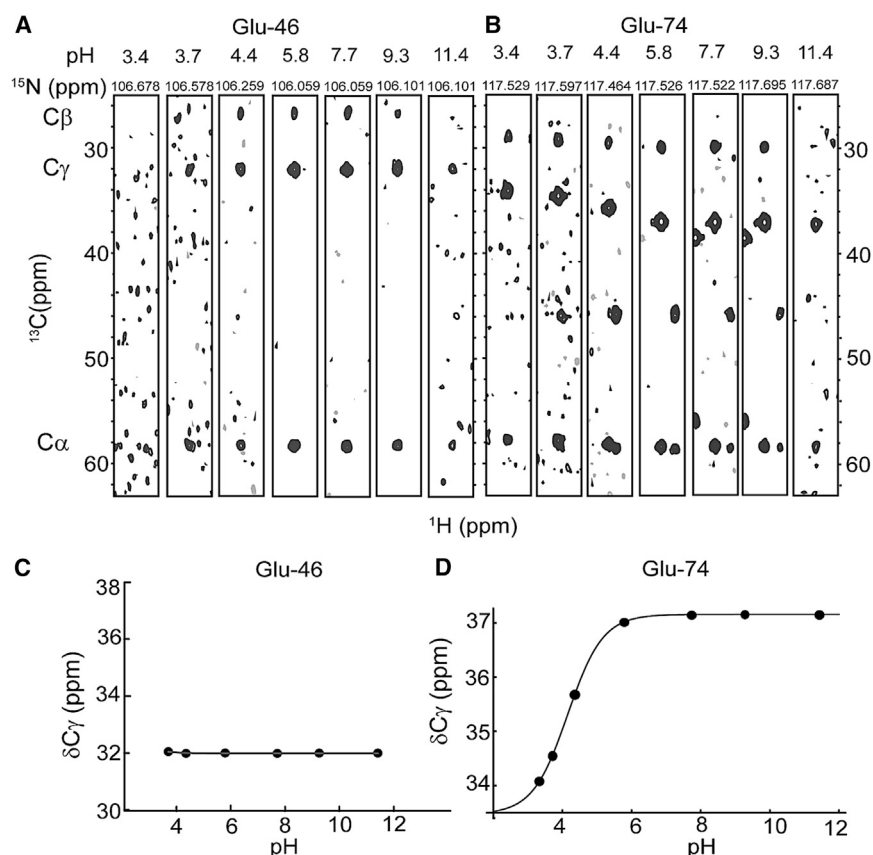 A Glu-46 B Glu-74
pH 3.4 3.7 4.4 5.8 7.7 9.3 11.4 3.4 3.7 4.4 5.8 7.7 9.3 11.4
¹⁵N (ppm) 106.678 106.578 106.259 106.059 106.059 106.101 106.101 117.529 117.597 117.464 117.526 117.522 117.695 117.687
Cβ
30 30
Cγ
40 40
¹³C(ppm)
50 50
Cα
60 60
¹H (ppm)
C Glu-46 D Glu-74
38
36
34
32
30
δCγ (ppm)
4 6 8 10 12
pH
37
36
35
34
δCγ (ppm)
4 6 8 10 12
pH